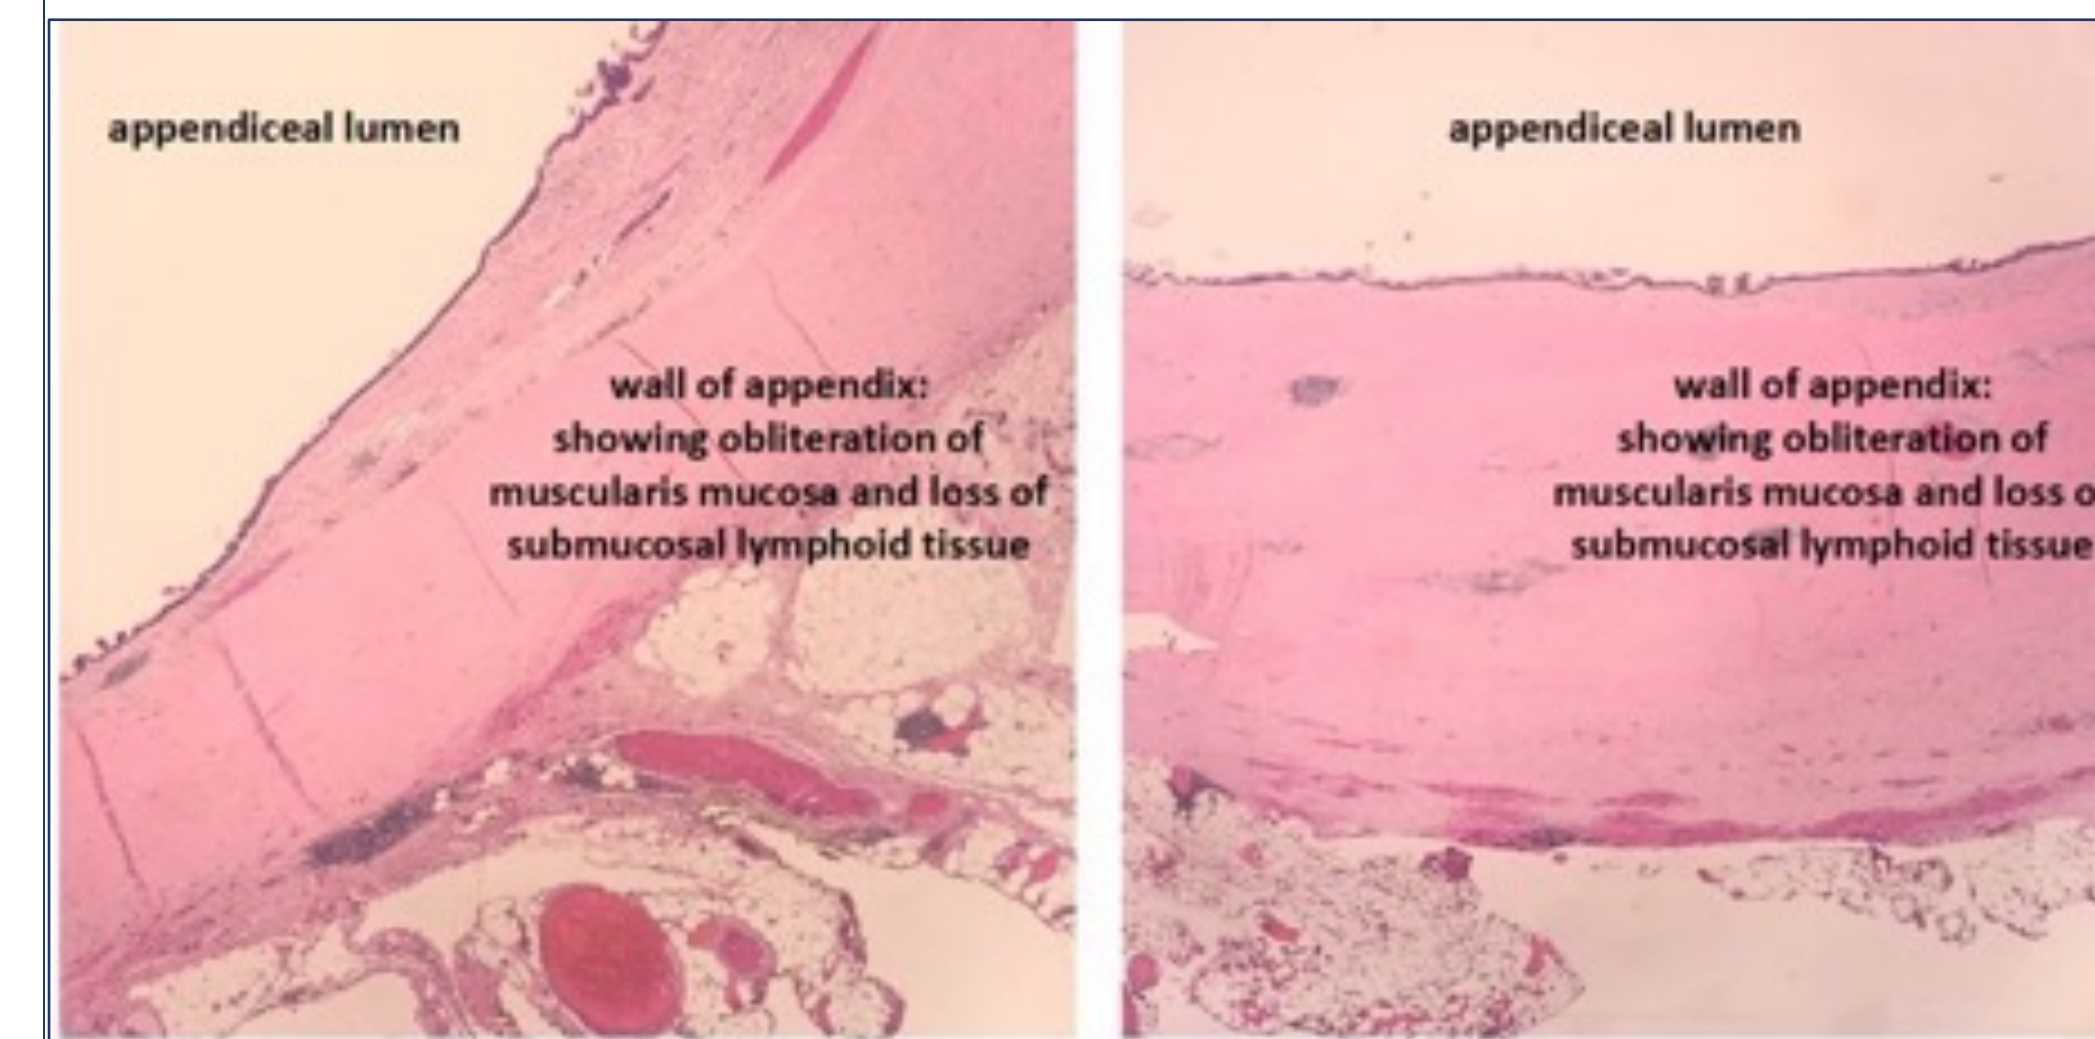 appendiceal lumen
wall of appendix:
showing obliteration of
muscularis mucosa and loss of
submucosal lymphoid tissue
appendiceal lumen
wall of appendix:
showing obliteration of
muscularis mucosa and loss o
submucosal lymphoid tissue